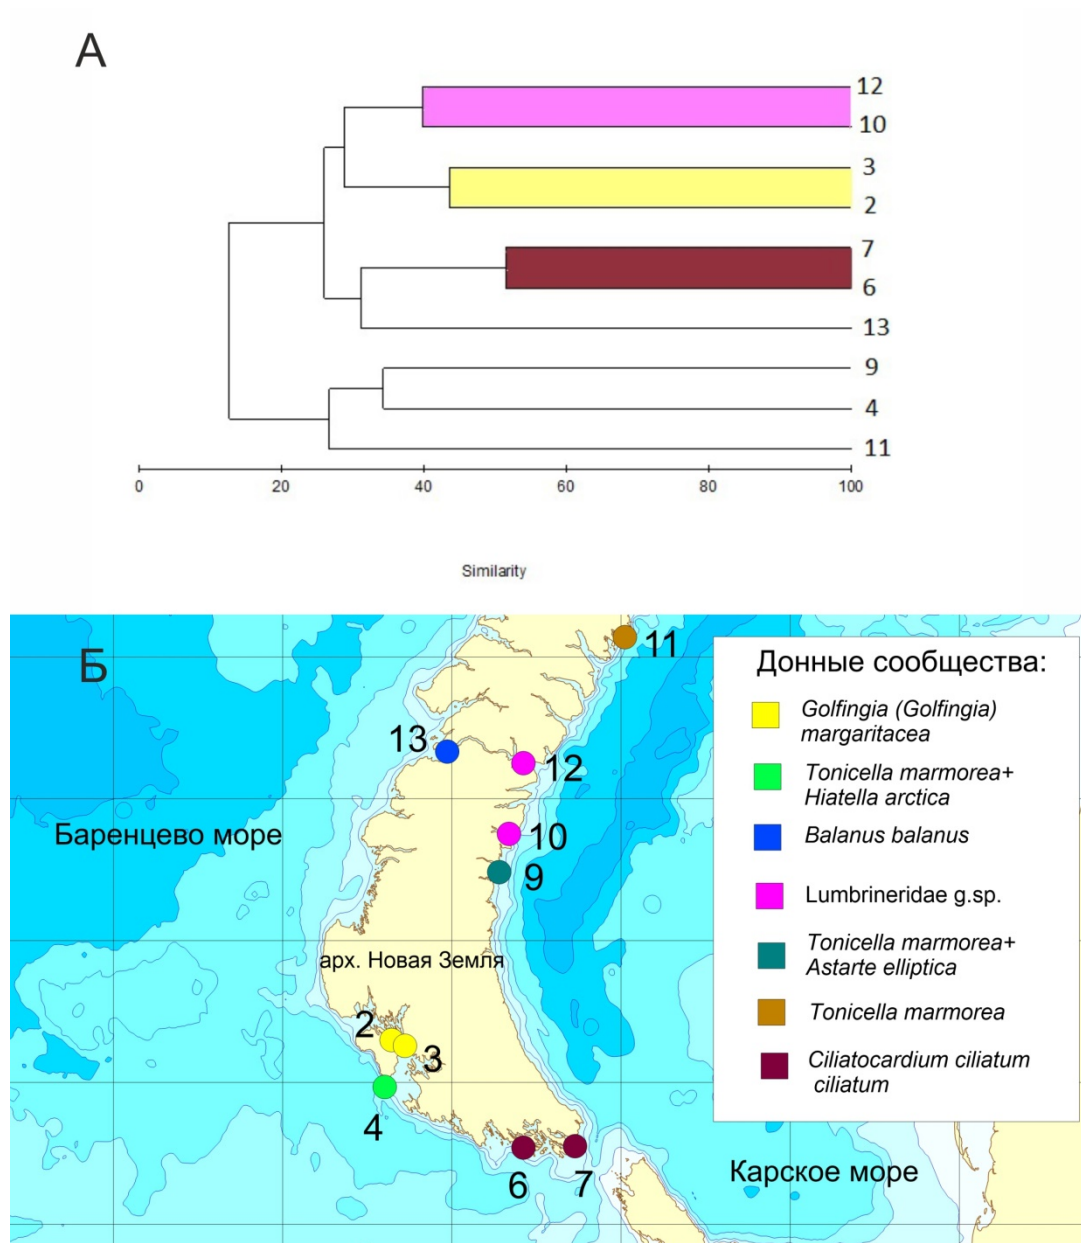 А
12
10
3
2
7
6
13
9
4
11
0 20 40 60 80 100
Similarity
Б
11
13
12
Баренцево море
10
9
арх. Новая Земля
2
3
4
6
7
Карское море
Донные сообщества:
Golfingia (Golfingia)
margaritacea
Tonicella marmorea+
Hiatella arctica
Balanus balanus
Lumbrineridae g.sp.
Tonicella marmorea+
Astarte elliptica
Tonicella marmorea
Ciliatocardium ciliatum
ciliatum